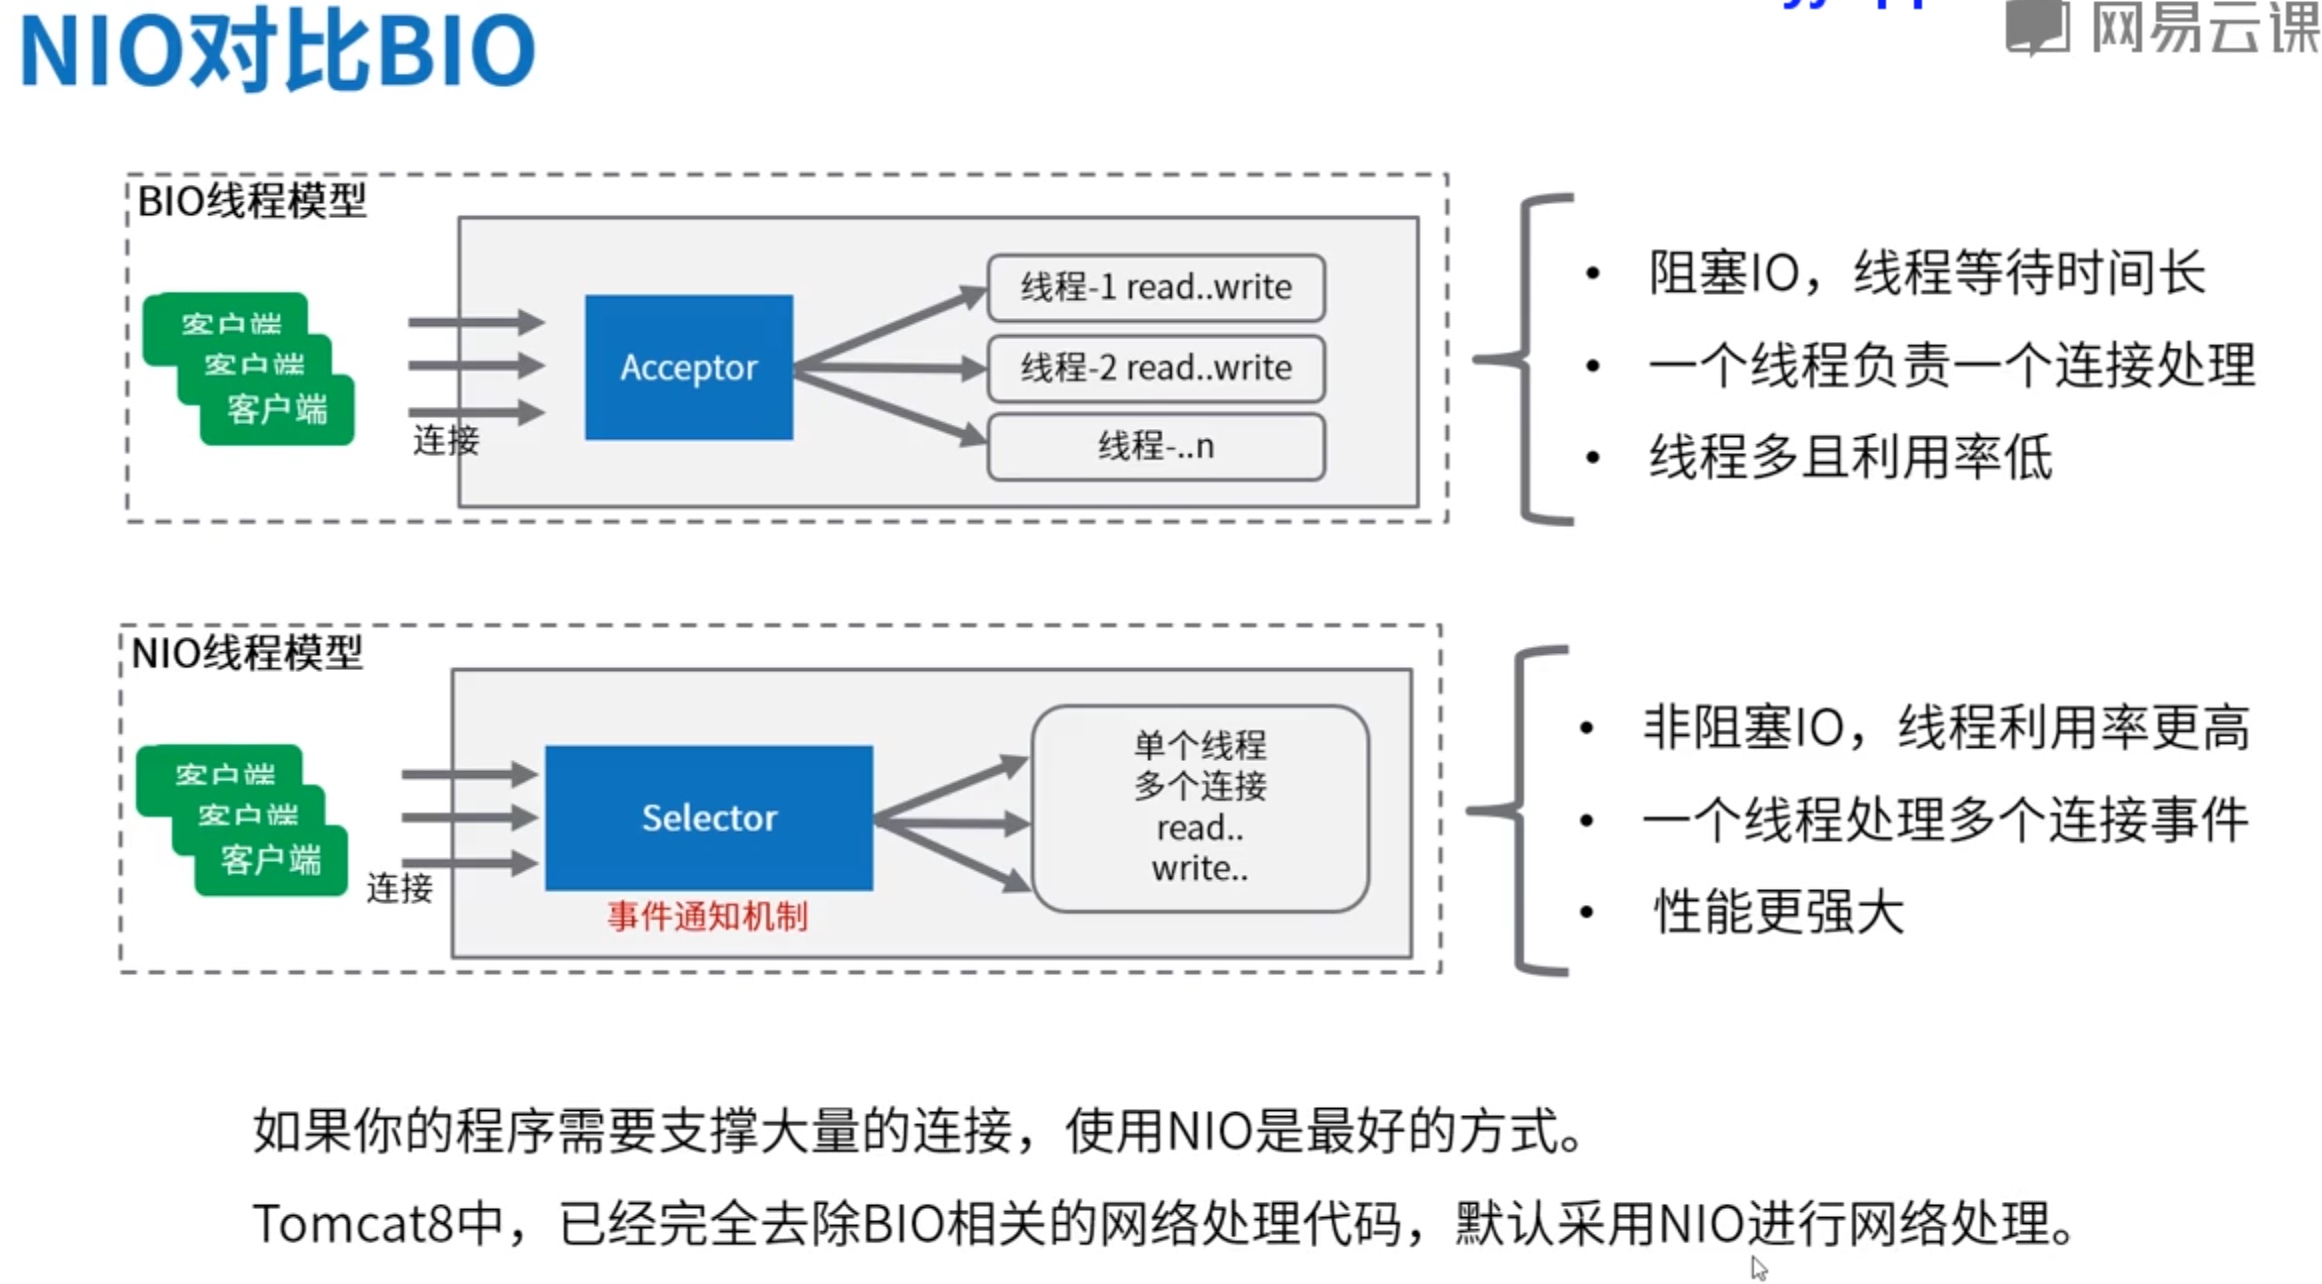 NIO对比BIO
网易云课
BIO线程模型
客户端
客户端
客户端
连接
Acceptor
线程-1 read..write
线程-2 read..write
线程-..n
• 阻塞IO，线程等待时间长
• 一个线程负责一个连接处理
• 线程多且利用率低
NIO线程模型
客户端
客户端
客户端
连接
Selector
事件通知机制
单个线程
多个连接
read..
write..
• 非阻塞IO，线程利用率更高
• 一个线程处理多个连接事件
• 性能更强大
如果你的程序需要支撑大量的连接，使用NIO是最好的方式。
Tomcat8中，已经完全去除BIO相关的网络处理代码，默认采用NIO进行网络处理。